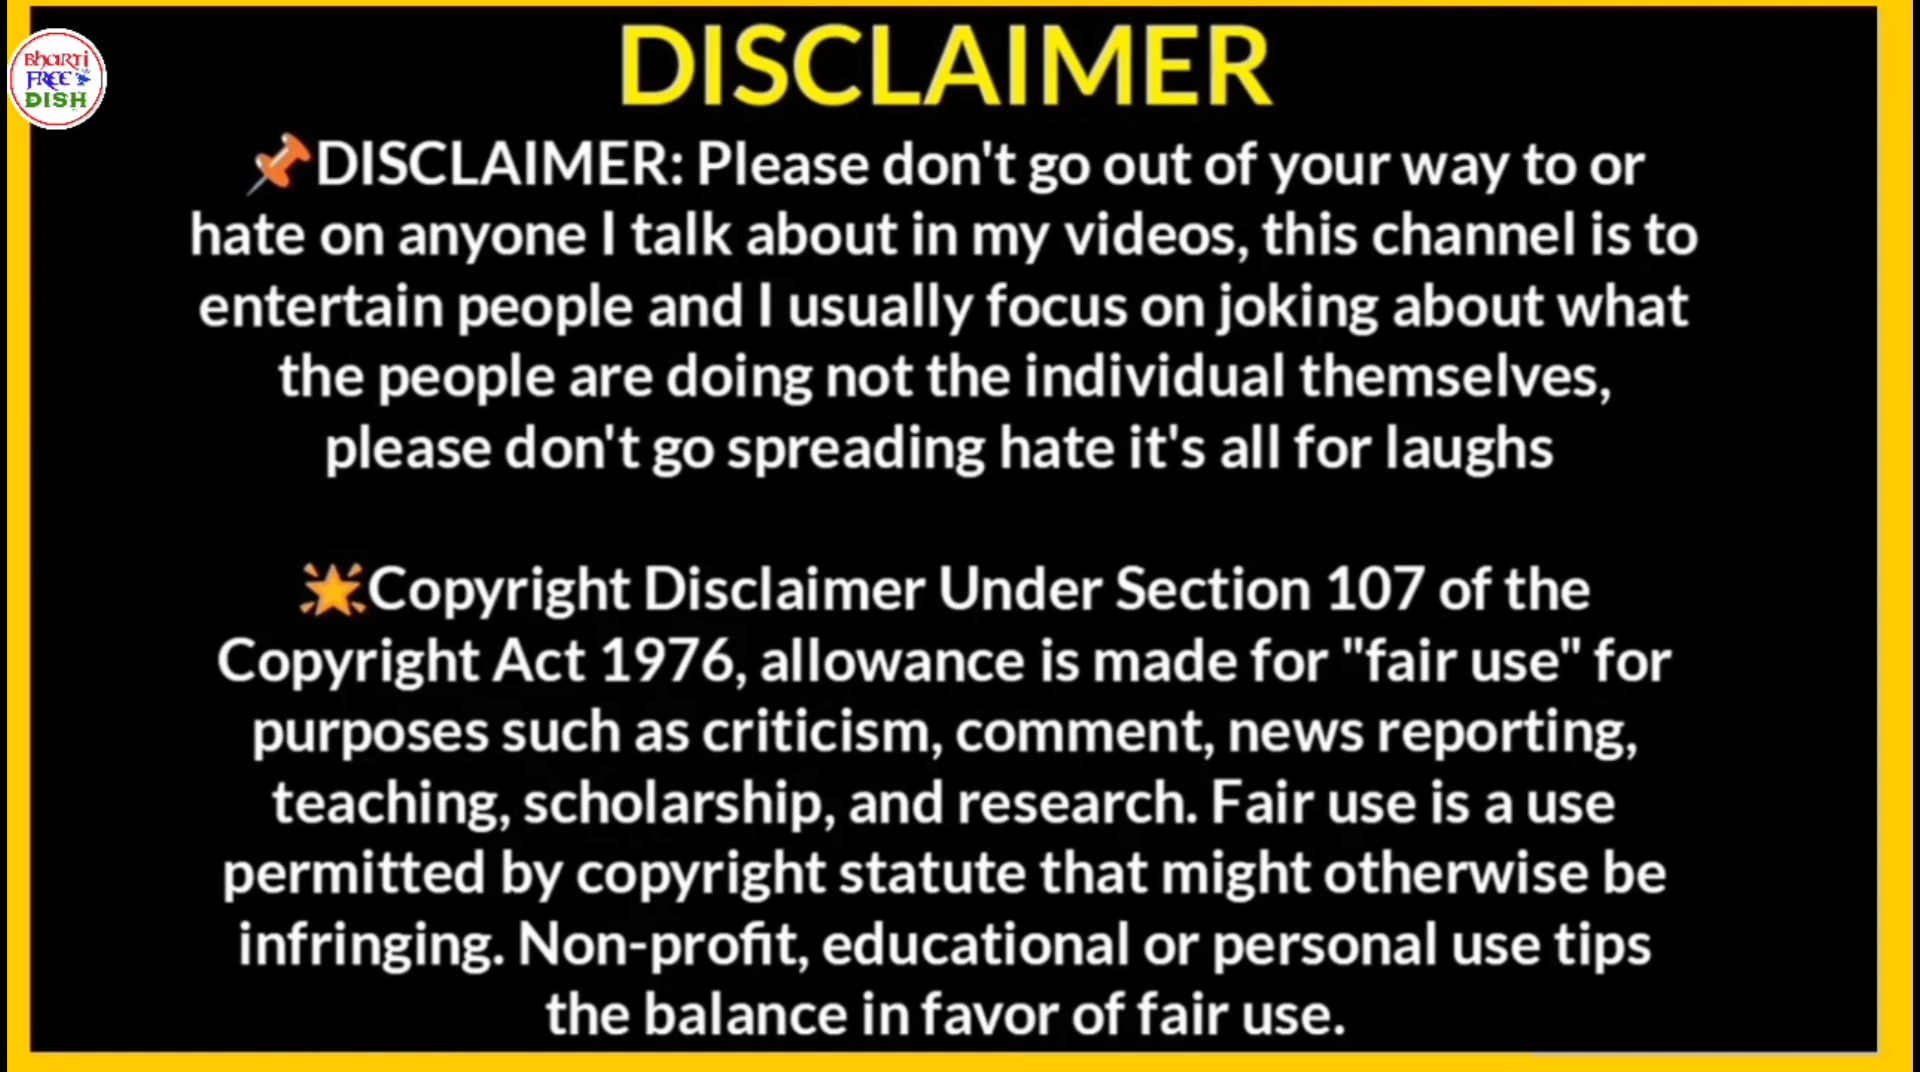 BhaRTi
FREE
DISH
DISCLAIMER
📌DISCLAIMER: Please don't go out of your way to or
hate on anyone I talk about in my videos, this channel is to
entertain people and I usually focus on joking about what
the people are doing not the individual themselves,
please don't go spreading hate it's all for laughs
🌟Copyright Disclaimer Under Section 107 of the
Copyright Act 1976, allowance is made for "fair use" for
purposes such as criticism, comment, news reporting,
teaching, scholarship, and research. Fair use is a use
permitted by copyright statute that might otherwise be
infringing. Non-profit, educational or personal use tips
the balance in favor of fair use.